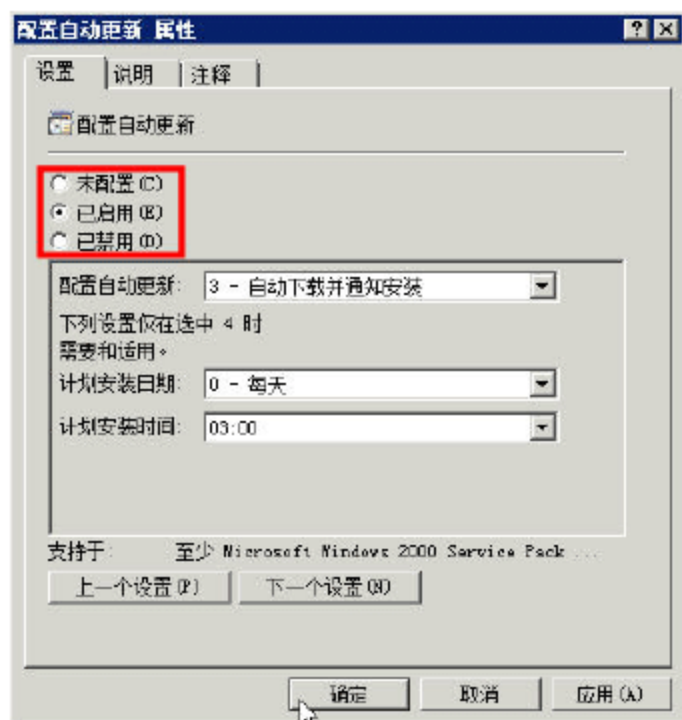 配置自动更新 属性
设置 说明 注释
配置自动更新
未配置(C)
已启用(E)
已禁用(D)
配置自动更新: 3 - 自动下载并通知安装
下列设置仅在选中 4 时
需要和适用。
计划安装日期: 0 - 每天
计划安装时间: 03:00
支持于: 至少 Microsoft Windows 2000 Service Pack ...
上一个设置(P) 下一个设置(N)
确定 取消 应用(A)